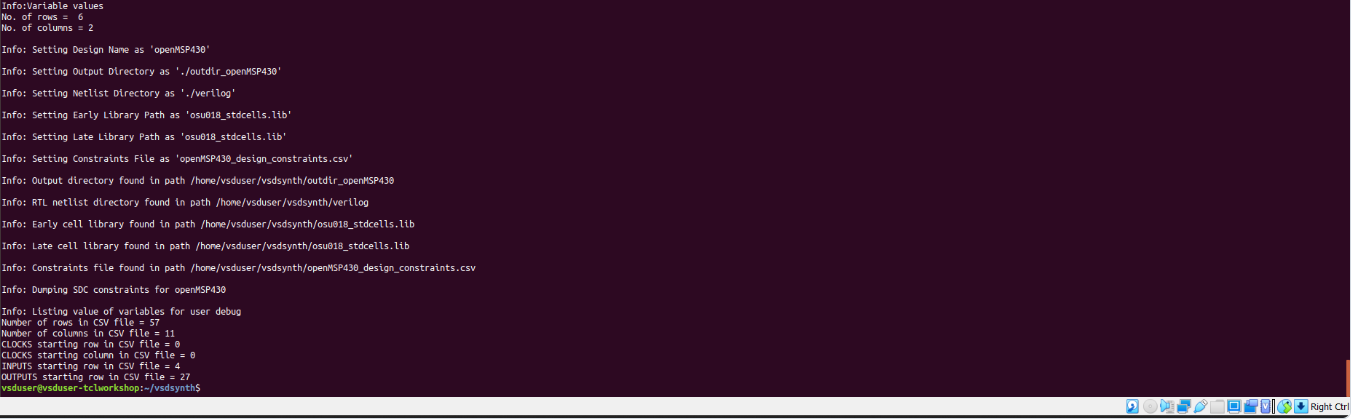 Info:Variable values
No. of rows =  6
No. of columns = 2
Info: Setting Design Name as 'openMSP430'
Info: Setting Output Directory as './outdir_openMSP430'
Info: Setting Netlist Directory as './verilog'
Info: Setting Early Library Path as 'osu018_stdcells.lib'
Info: Setting Late Library Path as 'osu018_stdcells.lib'
Info: Setting Constraints File as 'openMSP430_design_constraints.csv'
Info: Output directory found in path /home/vsduser/vsdsynth/outdir_openMSP430
Info: RTL netlist directory found in path /home/vsduser/vsdsynth/verilog
Info: Early cell library found in path /home/vsduser/vsdsynth/osu018_stdcells.lib
Info: Late cell library found in path /home/vsduser/vsdsynth/osu018_stdcells.lib
Info: Constraints file found in path /home/vsduser/vsdsynth/openMSP430_design_constraints.csv
Info: Dumping SDC constraints for openMSP430
Info: Listing value of variables for user debug
Number of rows in CSV file = 57
Number of columns in CSV file = 11
CLOCKS starting row in CSV file = 0
CLOCKS starting column in CSV file = 0
INPUTS starting row in CSV file = 4
OUTPUTS starting row in CSV file = 27
vsduser@vsduser-tclworkshop:~/vsdsynth$
Right Ctrl